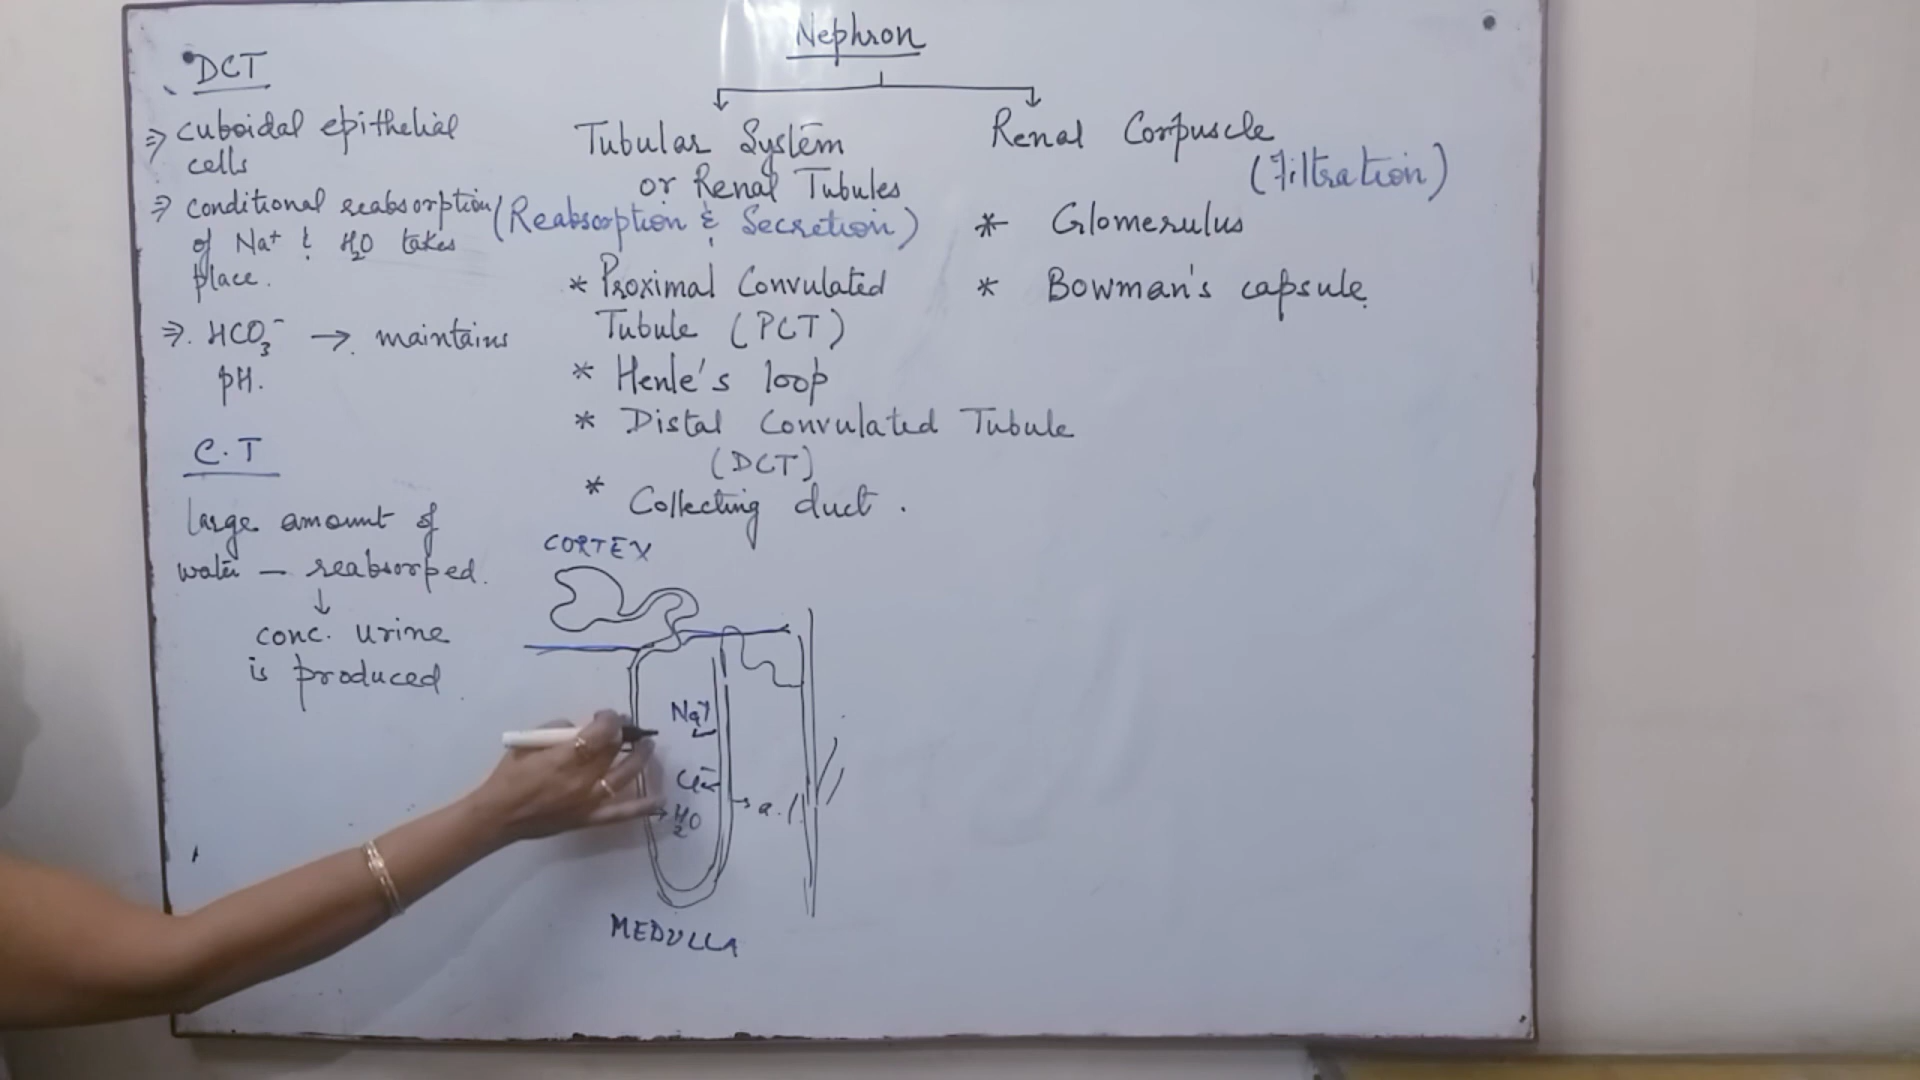 Nephron
DCT
⇒ cuboidal epithelial
cells
⇒ conditional reabsorption
of Na⁺ & H₂O takes
place.
⇒ HCO₃⁻ → maintains
pH.
C.T
large amount of
water — reabsorped.
↓
conc. urine
is produced
Tubular System
or Renal Tubules
(Reabsorption & Secretion)
* Proximal Convulated
Tubule (PCT)
* Henle's loop
* Distal Convulated Tubule
(DCT)
* Collecting duct.
Renal Corpuscle
(Filtration)
* Glomerulus
* Bowman's capsule
CORTEX
Na⁺
Cl⁻
→ H₂O
→ a.l
MEDULLA